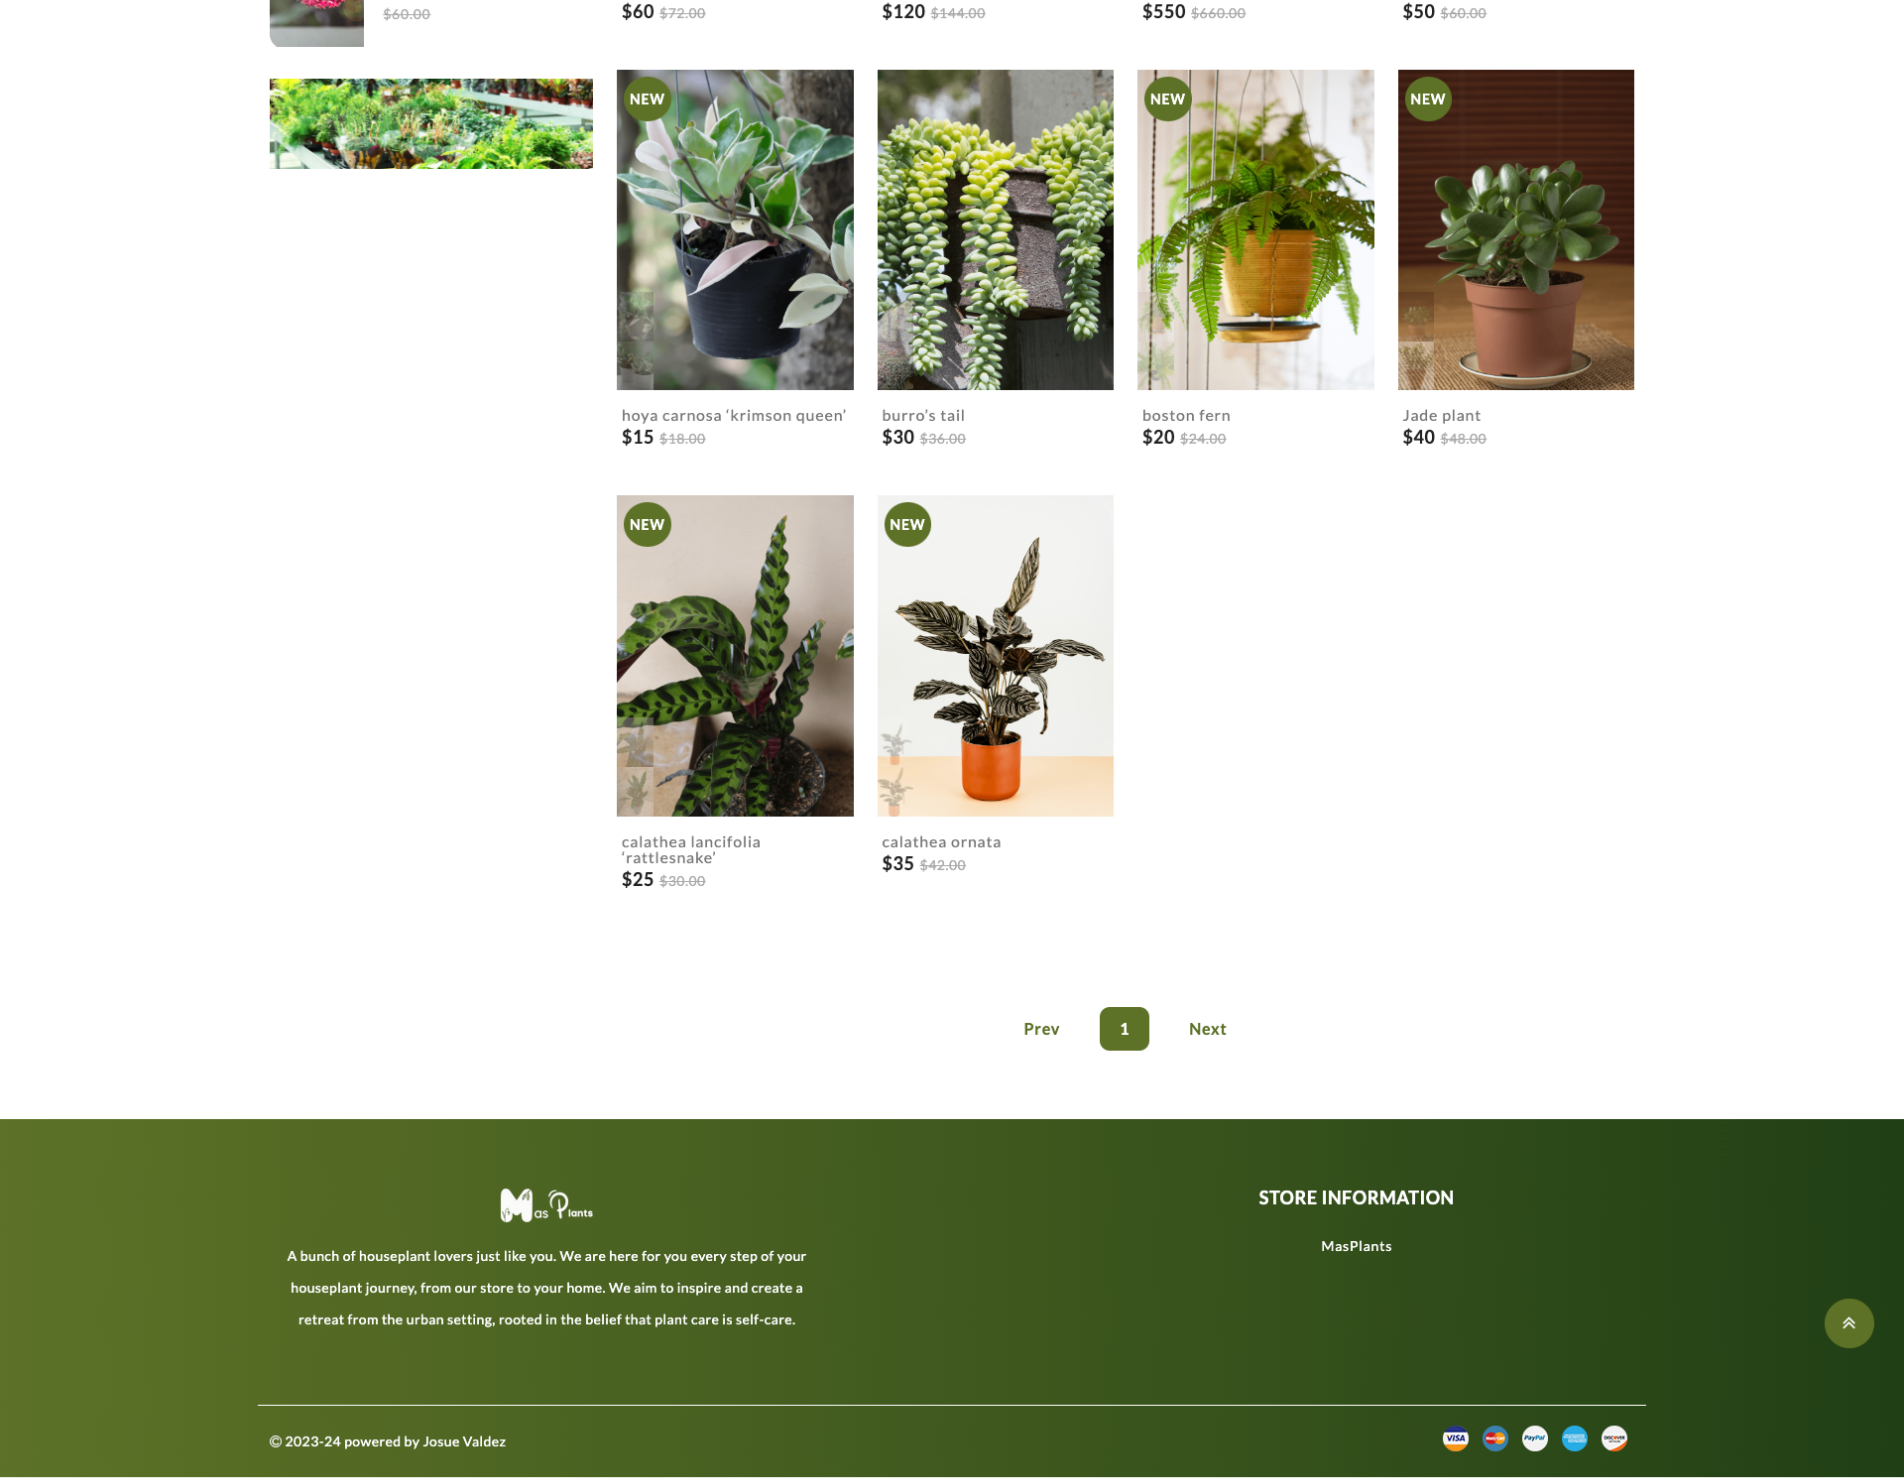 $60.00
$60 $72.00
$120 $144.00
$550 $660.00
$50 $60.00
NEW
NEW
NEW
hoya carnosa ‘krimson queen’
$15 $18.00
burro’s tail
$30 $36.00
boston fern
$20 $24.00
Jade plant
$40 $48.00
NEW
NEW
calathea lancifolia
‘rattlesnake’
$25 $30.00
calathea ornata
$35 $42.00
Prev 1 Next
Mas Plants
A bunch of houseplant lovers just like you. We are here for you every step of your
houseplant journey, from our store to your home. We aim to inspire and create a
retreat from the urban setting, rooted in the belief that plant care is self-care.
STORE INFORMATION
MasPlants
© 2023-24 powered by Josue Valdez
VISA MasterCard PayPal DISCOVER